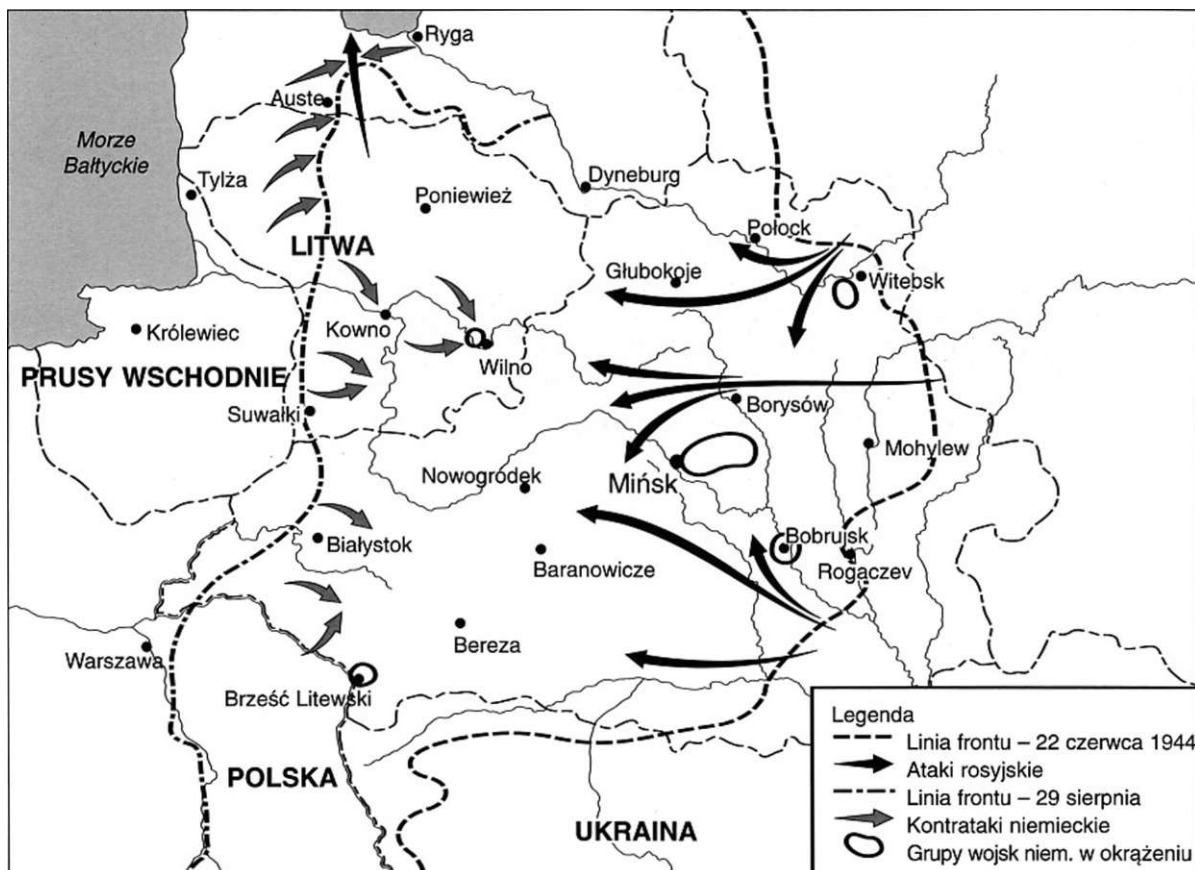 Ryga
Auste
Morze
Bałtyckie
Tylża
Dyneburg
Poniewież
Połock
LITWA
Głubokoje
Witebsk
Królewiec
Kowno
Wilno
PRUSY WSCHODNIE
Suwałki
Borysów
Mohylew
Nowogródek
Mińsk
Białystok
Baranowicze
Bobrujsk
Rogaczev
Warszawa
Bereza
Brześć Litewski
POLSKA
UKRAINA
Legenda
Linia frontu – 22 czerwca 1944
Ataki rosyjskie
Linia frontu – 29 sierpnia
Kontrataki niemieckie
Grupy wojsk niem. w okrążeniu